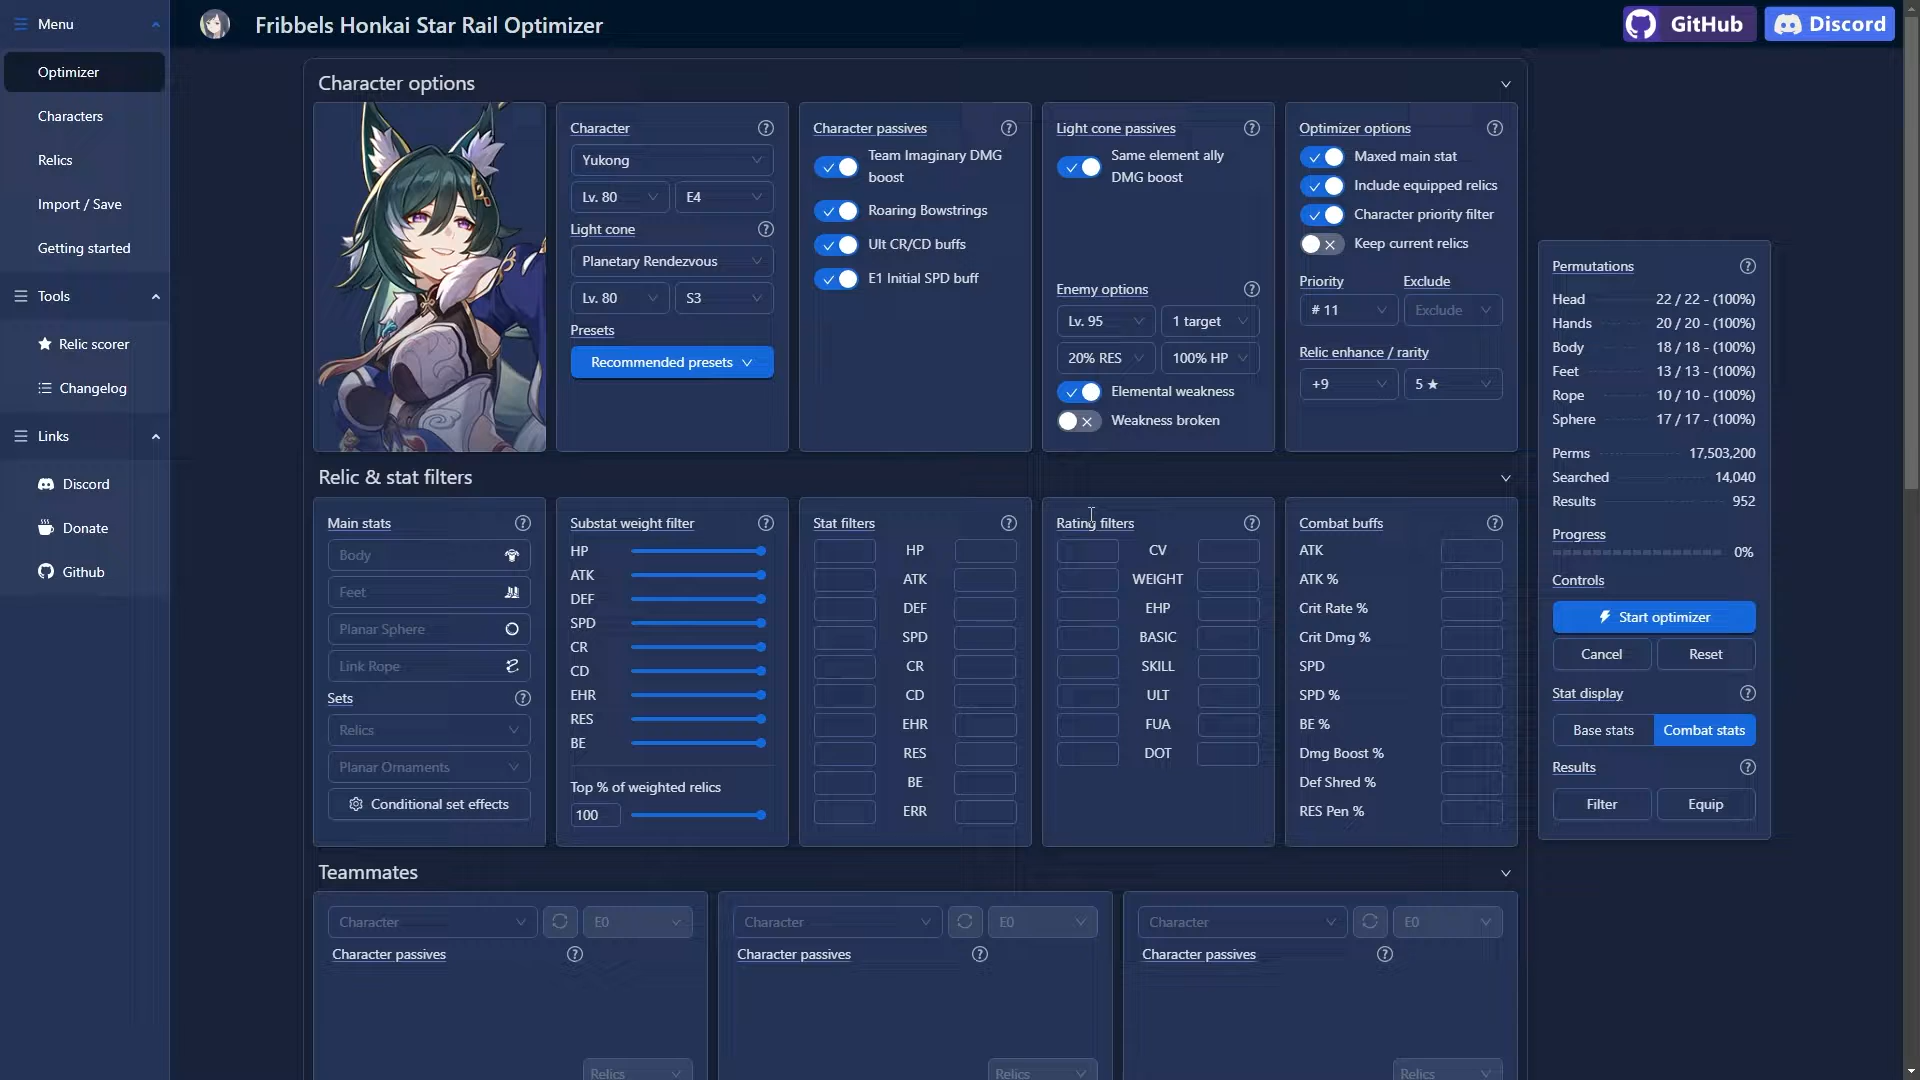 Menu
Fribbels Honkai Star Rail Optimizer
GitHub
Discord
Optimizer
Characters
Relics
Import / Save
Getting started
Tools
Relic scorer
Changelog
Links
Discord
Donate
Github
Character options
Character
Yukong
Lv. 80
E4
Light cone
Planetary Rendezvous
Lv. 80
S3
Presets
Recommended presets
Character passives
Team Imaginary DMG
boost
Roaring Bowstrings
Ult CR/CD buffs
E1 Initial SPD buff
Light cone passives
Same element ally
DMG boost
Enemy options
Lv. 95
1 target
20% RES
100% HP
Elemental weakness
Weakness broken
Optimizer options
Maxed main stat
Include equipped relics
Character priority filter
Keep current relics
Priority
Exclude
# 11
Exclude
Relic enhance / rarity
+9
5 ★
Relic & stat filters
Main stats
Body
Feet
Planar Sphere
Link Rope
Sets
Relics
Planar Ornaments
Conditional set effects
Substat weight filter
HP
ATK
DEF
SPD
CR
CD
EHR
RES
BE
Top % of weighted relics
100
Stat filters
HP
ATK
DEF
SPD
CR
CD
EHR
RES
BE
ERR
Rating filters
CV
WEIGHT
EHP
BASIC
SKILL
ULT
FUA
DOT
Combat buffs
ATK
ATK %
Crit Rate %
Crit Dmg %
SPD
SPD %
BE %
Dmg Boost %
Def Shred %
RES Pen %
Permutations
Head 22 / 22 - (100%)
Hands 20 / 20 - (100%)
Body 18 / 18 - (100%)
Feet 13 / 13 - (100%)
Rope 10 / 10 - (100%)
Sphere 17 / 17 - (100%)
Perms 17,503,200
Searched 14,040
Results 952
Progress
0%
Controls
Start optimizer
Cancel
Reset
Stat display
Base stats
Combat stats
Results
Filter
Equip
Teammates
Character
E0
Character passives
Relics
Character
E0
Character passives
Relics
Character
E0
Character passives
Relics